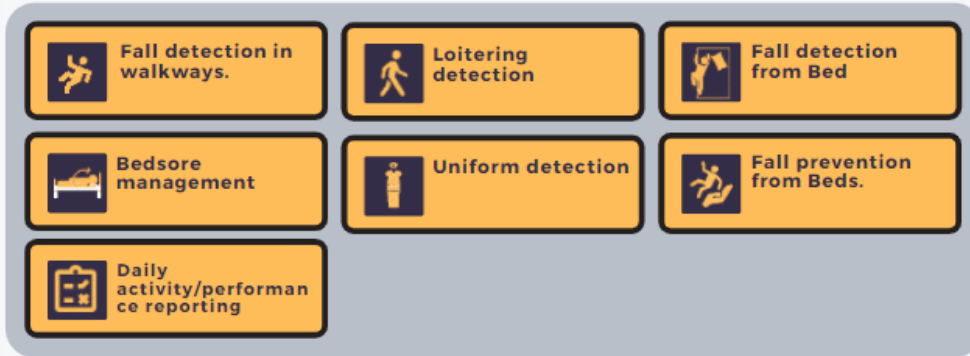 Fall detection in
walkways.
Loitering
detection
Fall detection
from Bed
Bedsore
management
Uniform detection
Fall prevention
from Beds.
Daily
activity/performan
ce reporting